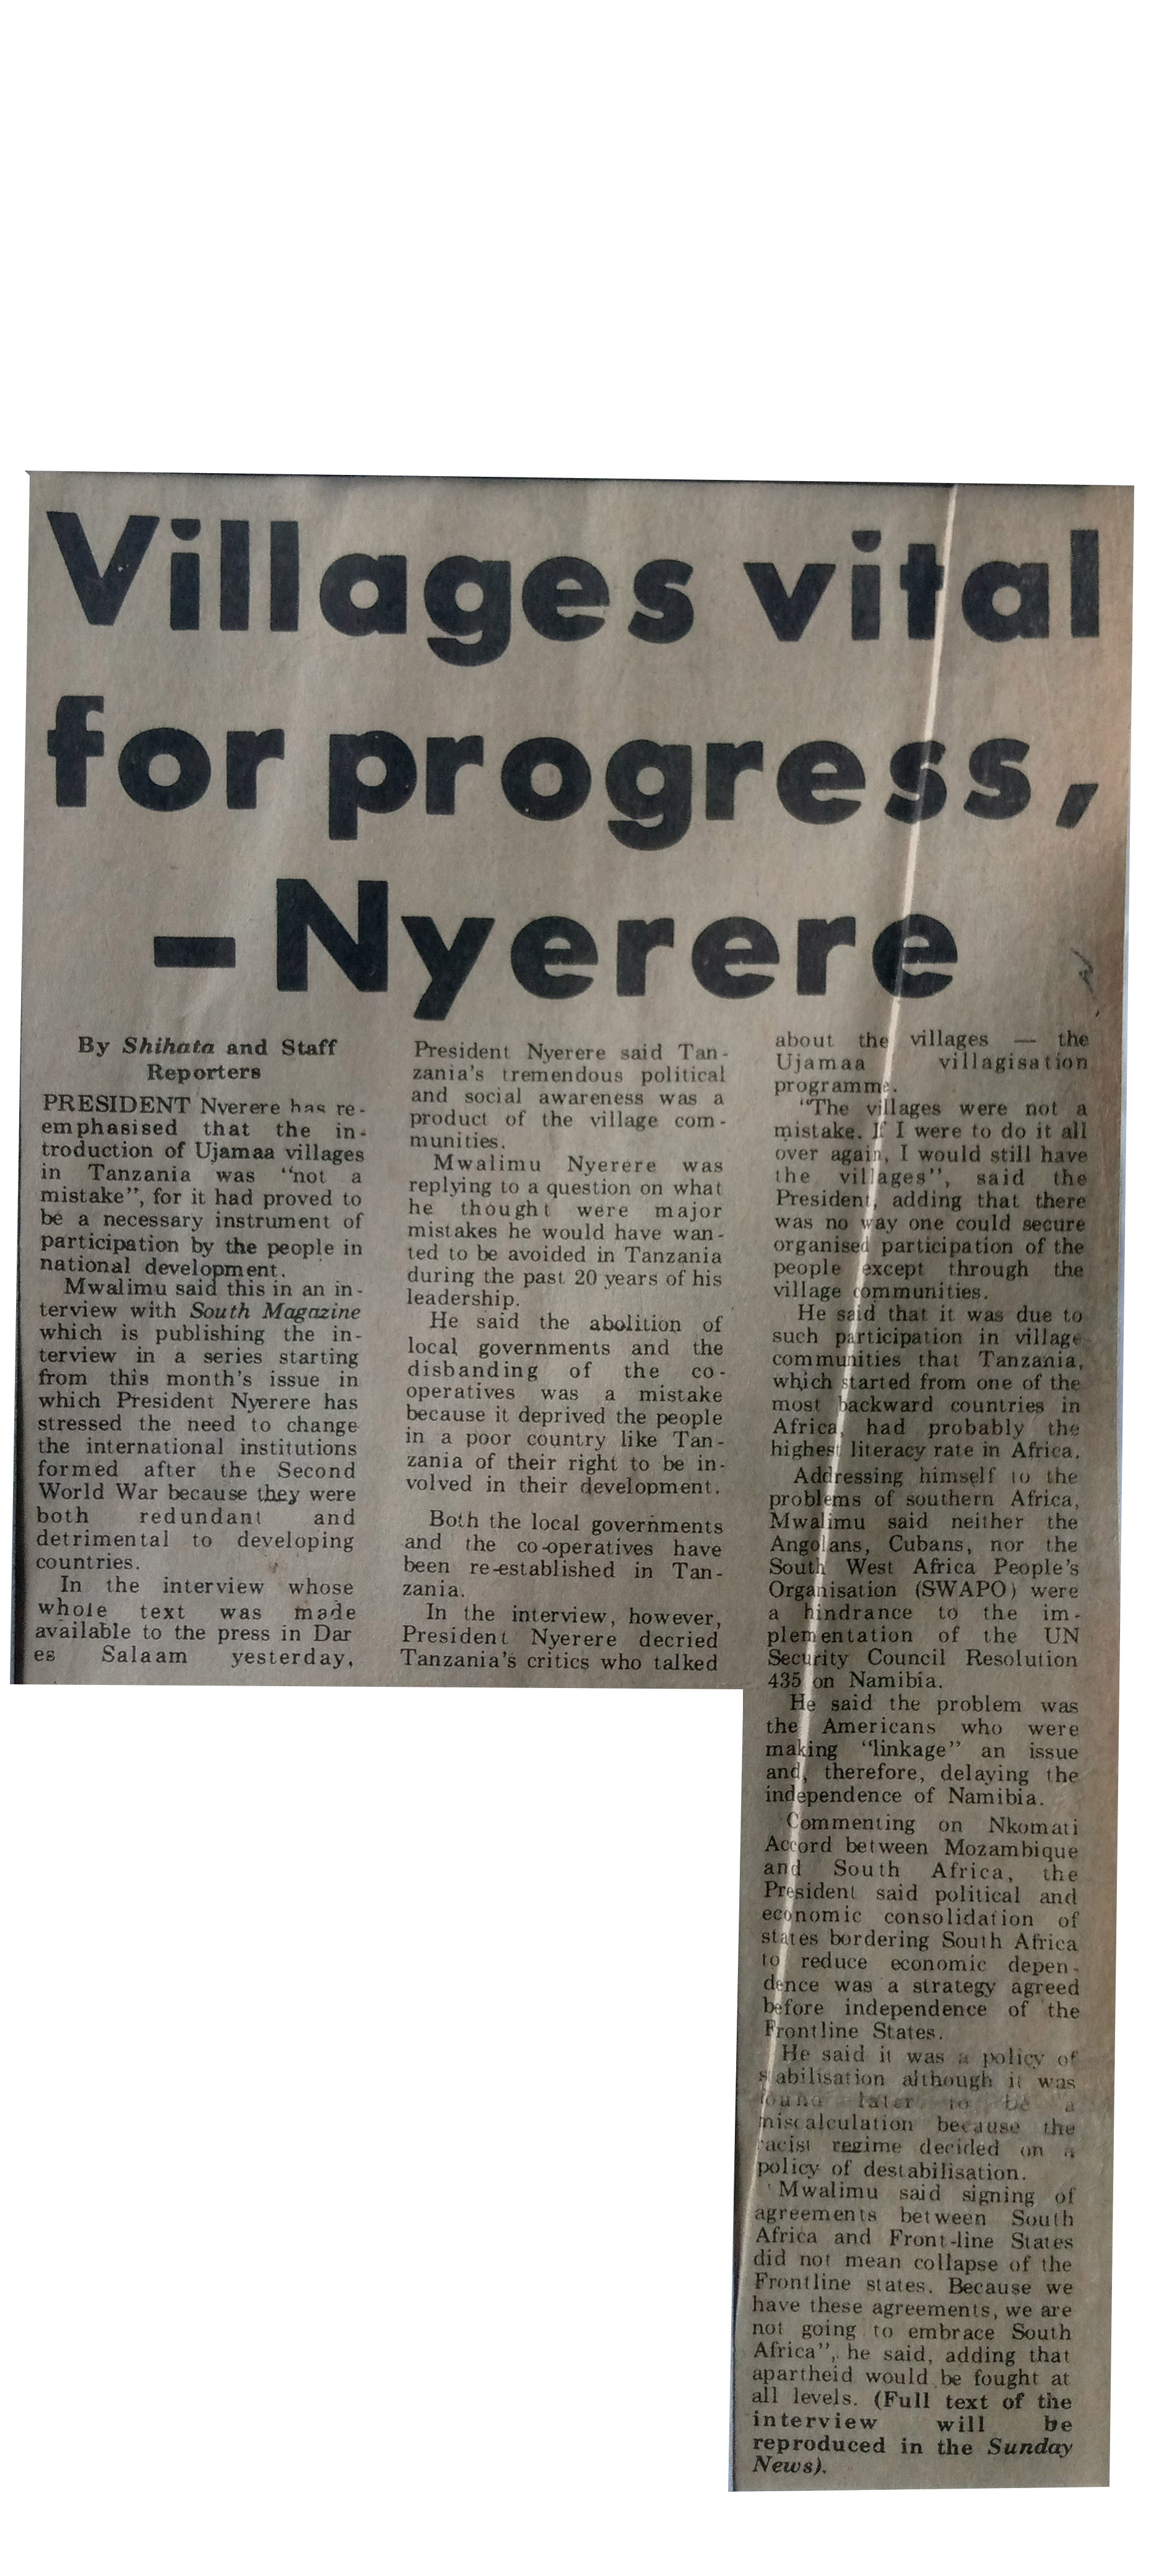 Villages vital
for progress,
– Nyerere
By Shihata and Staff
Reporters
PRESIDENT Nyerere has re-
emphasised that the in-
troduction of Ujamaa villages
in Tanzania was “not a
mistake”, for it had proved to
be a necessary instrument of
participation by the people in
national development.
Mwalimu said this in an in-
terview with South Magazine
which is publishing the in-
terview in a series starting
from this month's issue in
which President Nyerere has
stressed the need to change
the international institutions
formed after the Second
World War because they were
both redundant and
detrimental to developing
countries.
In the interview whose
whole text was made
available to the press in Dar
es Salaam yesterday,
President Nyerere said Tan-
zania's tremendous political
and social awareness was a
product of the village com-
munities.
Mwalimu Nyerere was
replying to a question on what
he thought were major
mistakes he would have wan-
ted to be avoided in Tanzania
during the past 20 years of his
leadership.
He said the abolition of
local governments and the
disbanding of the co-
operatives was a mistake
because it deprived the people
in a poor country like Tan-
zania of their right to be in-
volved in their development.
Both the local governments
and the co-operatives have
been re-established in Tan-
zania.
In the interview, however,
President Nyerere decried
Tanzania's critics who talked
about the villages — the
Ujamaa villagisation
programme.
“The villages were not a
mistake. If I were to do it all
over again, I would still have
the villages”, said the
President, adding that there
was no way one could secure
organised participation of the
people except through the
village communities.
He said that it was due to
such participation in village
communities that Tanzania,
which started from one of the
most backward countries in
Africa, had probably the
highest literacy rate in Africa.
Addressing himself to the
problems of southern Africa,
Mwalimu said neither the
Angolans, Cubans, nor the
South West Africa People's
Organisation (SWAPO) were
a hindrance to the im-
plementation of the UN
Security Council Resolution
435 on Namibia.
He said the problem was
the Americans who were
making “linkage” an issue
and, therefore, delaying the
independence of Namibia.
Commenting on Nkomati
Accord between Mozambique
and South Africa, the
President said political and
economic consolidation of
states bordering South Africa
to reduce economic depen-
dence was a strategy agreed
before independence of the
Frontline States.
He said it was a policy of
stabilisation although it was
found later to be a
miscalculation because the
racist regime decided on a
policy of destabilisation.
Mwalimu said signing of
agreements between South
Africa and Front-line States
did not mean collapse of the
Frontline states. Because we
have these agreements, we are
not going to embrace South
Africa”, he said, adding that
apartheid would be fought at
all levels. (Full text of the
interview will be
reproduced in the Sunday
News).